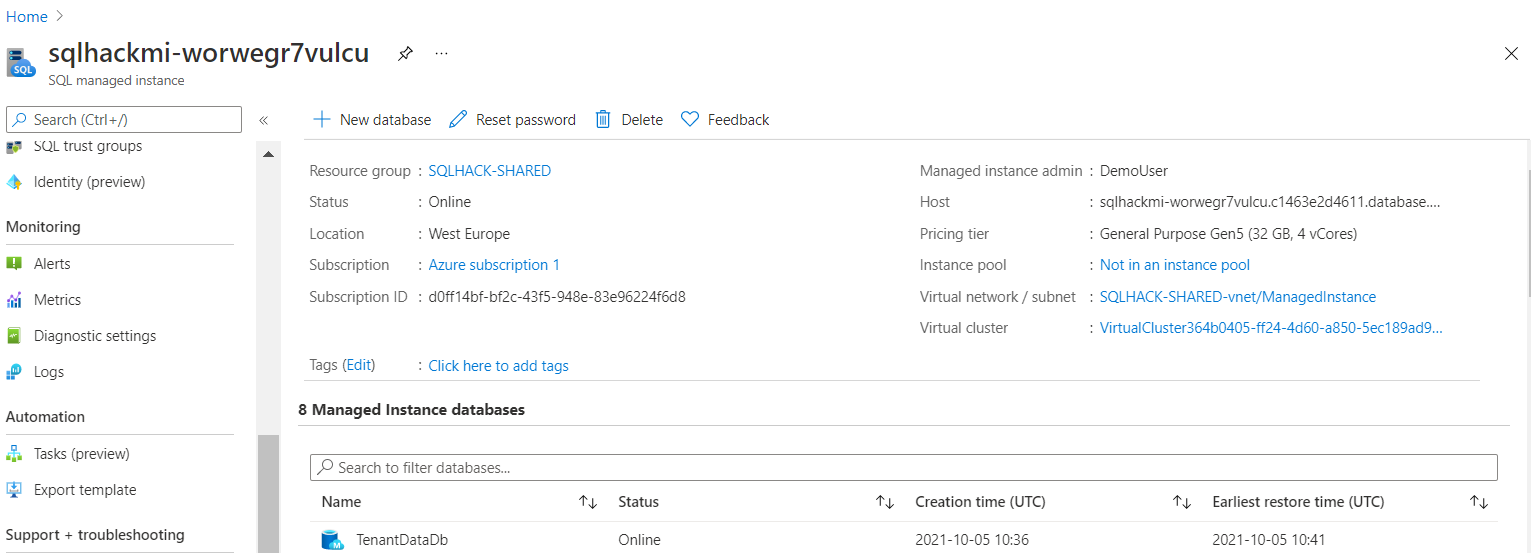 Home
sqlhackmi-worwegr7vulcu
SQL
SQL managed instance
Search (Ctrl+/)
SQL trust groups
Identity (preview)
Monitoring
Alerts
Metrics
Diagnostic settings
Logs
Automation
Tasks (preview)
Export template
Support + troubleshooting
New database Reset password Delete Feedback
Resource group : SQLHACK-SHARED
Status : Online
Location : West Europe
Subscription : Azure subscription 1
Subscription ID : d0ff14bf-bf2c-43f5-948e-83e96224f6d8
Tags (Edit) : Click here to add tags
Managed instance admin : DemoUser
Host : sqlhackmi-worwegr7vulcu.c1463e2d4611.database....
Pricing tier : General Purpose Gen5 (32 GB, 4 vCores)
Instance pool : Not in an instance pool
Virtual network / subnet : SQLHACK-SHARED-vnet/ManagedInstance
Virtual cluster : VirtualCluster364b0405-ff24-4d60-a850-5ec189ad9...
8 Managed Instance databases
Search to filter databases...
Name Status Creation time (UTC) Earliest restore time (UTC)
TenantDataDb Online 2021-10-05 10:36 2021-10-05 10:41